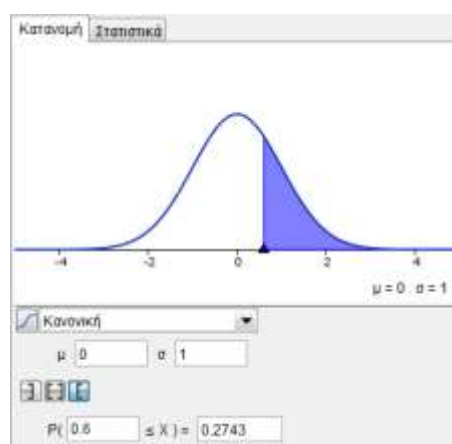 Κατανομή Στατιστικά
-4 -2 0 2 4
μ = 0 σ = 1
Κανονική
μ 0 σ 1
P( 0.6 ≤ X ) = 0.2743